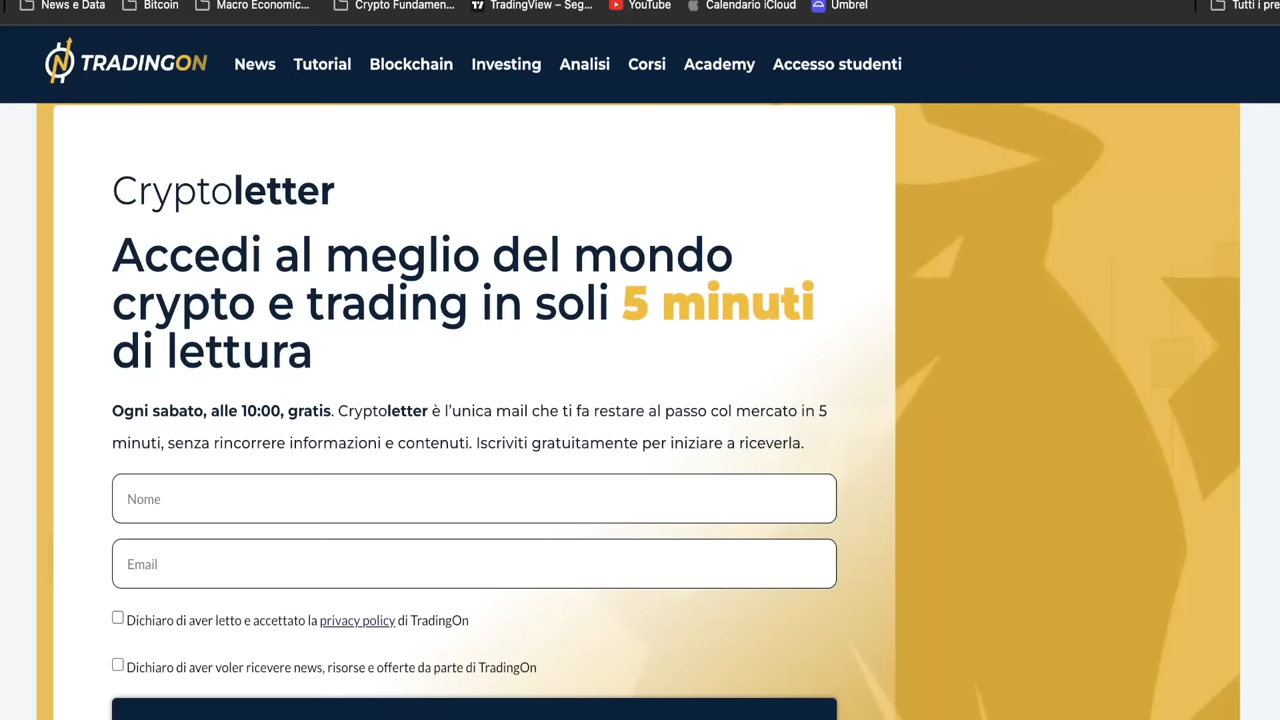 News e Data Bitcoin Macro Economic... Crypto Fundamen... TradingView – Seg... YouTube Calendario iCloud Umbrel Tutti i pre
TRADINGON News Tutorial Blockchain Investing Analisi Corsi Academy Accesso studenti
Cryptoletter
Accedi al meglio del mondo
crypto e trading in soli 5 minuti
di lettura
Ogni sabato, alle 10:00, gratis. Cryptoletter è l'unica mail che ti fa restare al passo col mercato in 5
minuti, senza rincorrere informazioni e contenuti. Iscriviti gratuitamente per iniziare a riceverla.
Nome
Email
Dichiaro di aver letto e accettato la privacy policy di TradingOn
Dichiaro di aver voler ricevere news, risorse e offerte da parte di TradingOn